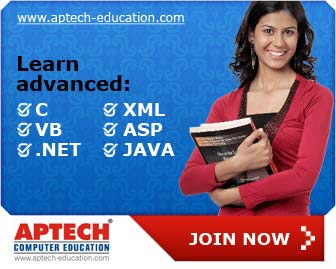 www.aptech-education.com
Learn
advanced:
C XML
VB ASP
.NET JAVA
APTECH®
COMPUTER EDUCATION
www.aptech-education.com
JOIN NOW